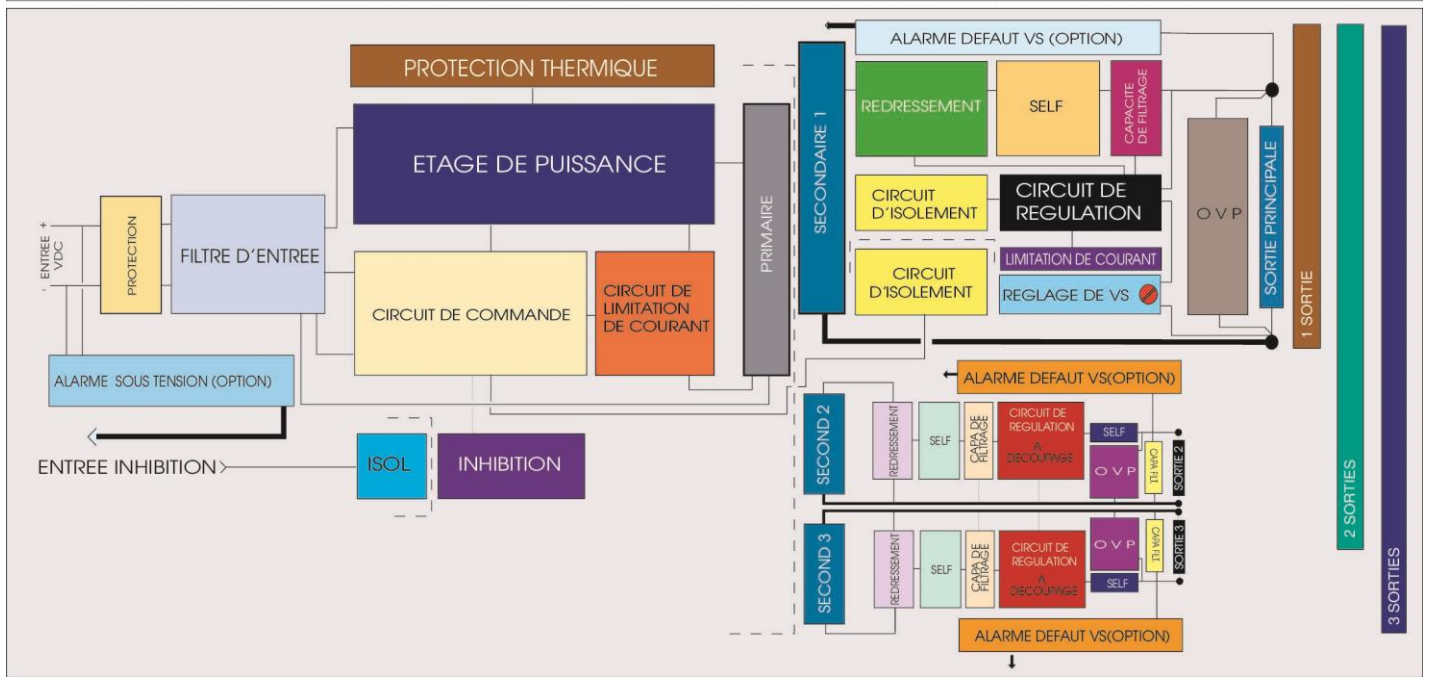 PROTECTION THERMIQUE
ETAGE DE PUISSANCE
PRIMAIRE
ENTREE
VDC
+
-
PROTECTION
FILTRE D'ENTREE
CIRCUIT DE COMMANDE
CIRCUIT DE
LIMITATION
DE COURANT
ALARME SOUS TENSION (OPTION)
ENTREE INHIBITION
ISOL
INHIBITION
SECONDAIRE 1
ALARME DEFAUT VS (OPTION)
REDRESSEMENT
SELF
CAPACITE
DE FILTRAGE
CIRCUIT
D'ISOLEMENT
CIRCUIT DE
REGULATION
LIMITATION DE COURANT
CIRCUIT
D'ISOLEMENT
REGLAGE DE VS
OVP
SORTIE PRINCIPALE
1 SORTIE
2 SORTIES
3 SORTIES
ALARME DEFAUT VS(OPTION)
SECOND 2
REDRESSEMENT
SELF
CAPA DE
FILTRAGE
CIRCUIT DE
REGULATION
A
DECOUPAGE
SELF
OVP
CAPA FILT.
SORTIE 2
SECOND 3
REDRESSEMENT
SELF
CAPA DE
FILTRAGE
CIRCUIT DE
REGULATION
A
DECOUPAGE
OVP
SELF
CAPA FILT.
SORTIE 3
ALARME DEFAUT VS(OPTION)